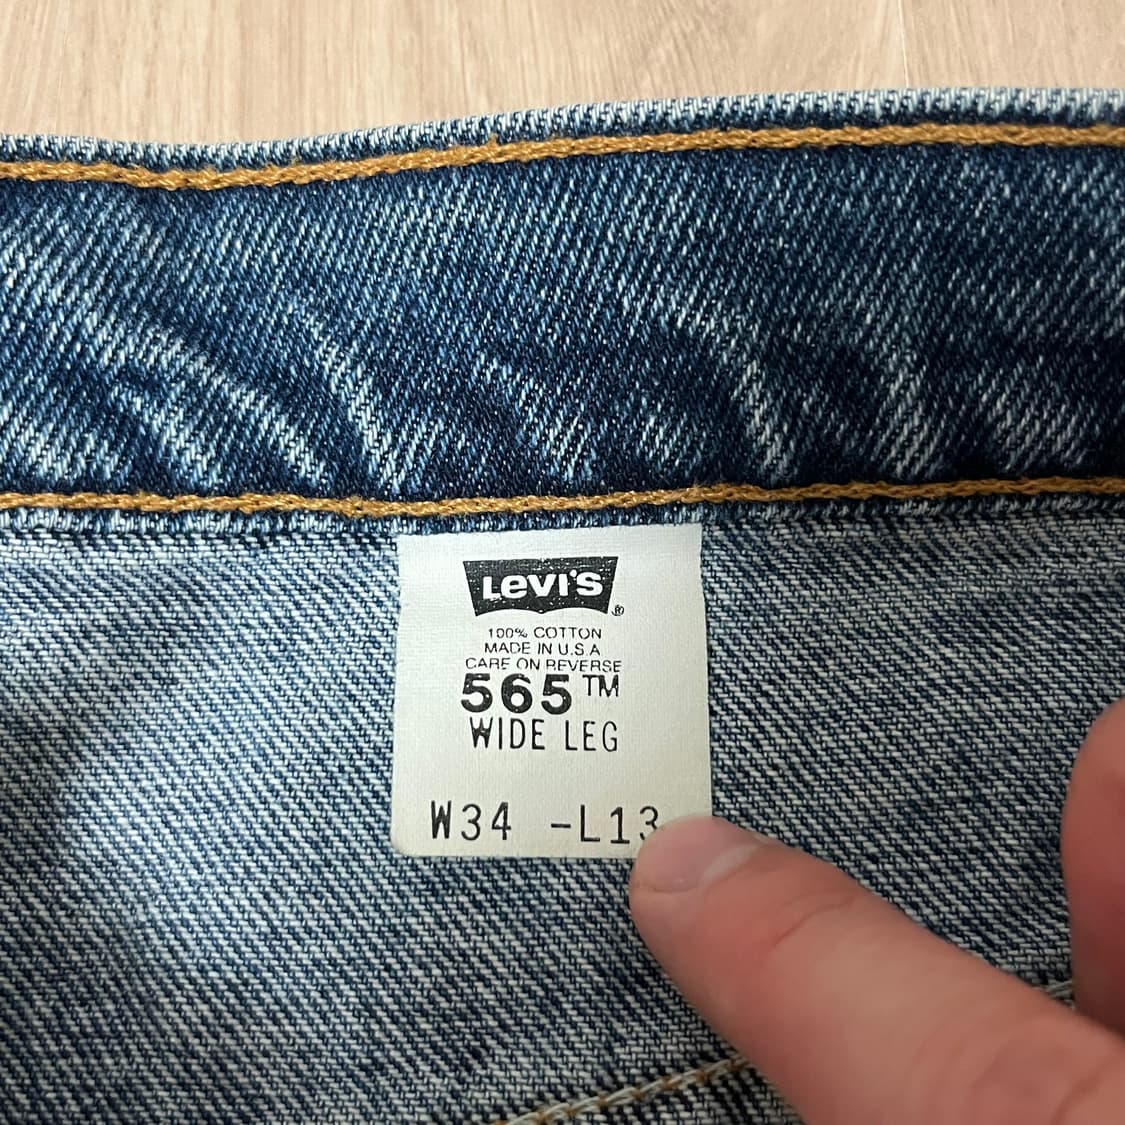 Levi's ®
100% COTTON
MADE IN U.S.A
CARE ON REVERSE
565™
WIDE LEG
W34 -L13